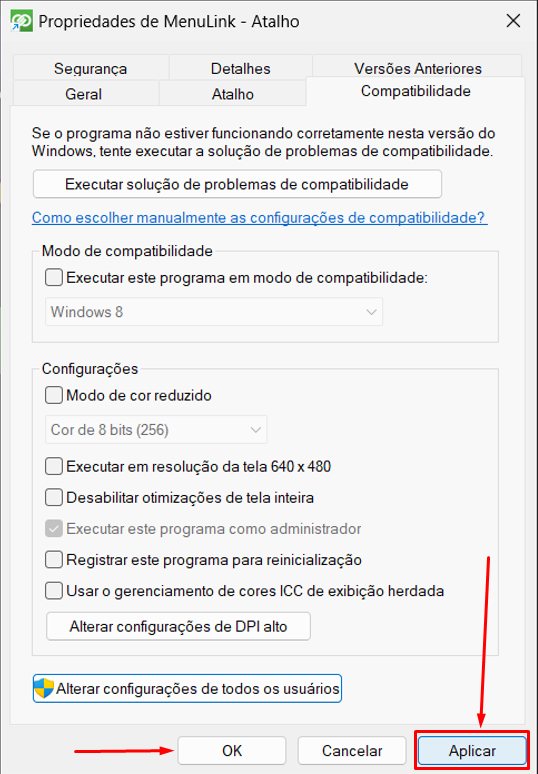 Propriedades de MenuLink - Atalho
Segurança
Detalhes
Versões Anteriores
Geral
Atalho
Compatibilidade
Se o programa não estiver funcionando corretamente nesta versão do
Windows, tente executar a solução de problemas de compatibilidade.
Executar solução de problemas de compatibilidade
Como escolher manualmente as configurações de compatibilidade?
Modo de compatibilidade
Executar este programa em modo de compatibilidade:
Windows 8
Configurações
Modo de cor reduzido
Cor de 8 bits (256)
Executar em resolução da tela 640 x 480
Desabilitar otimizações de tela inteira
Executar este programa como administrador
Registrar este programa para reinicialização
Usar o gerenciamento de cores ICC de exibição herdada
Alterar configurações de DPI alto
Alterar configurações de todos os usuários
OK
Cancelar
Aplicar